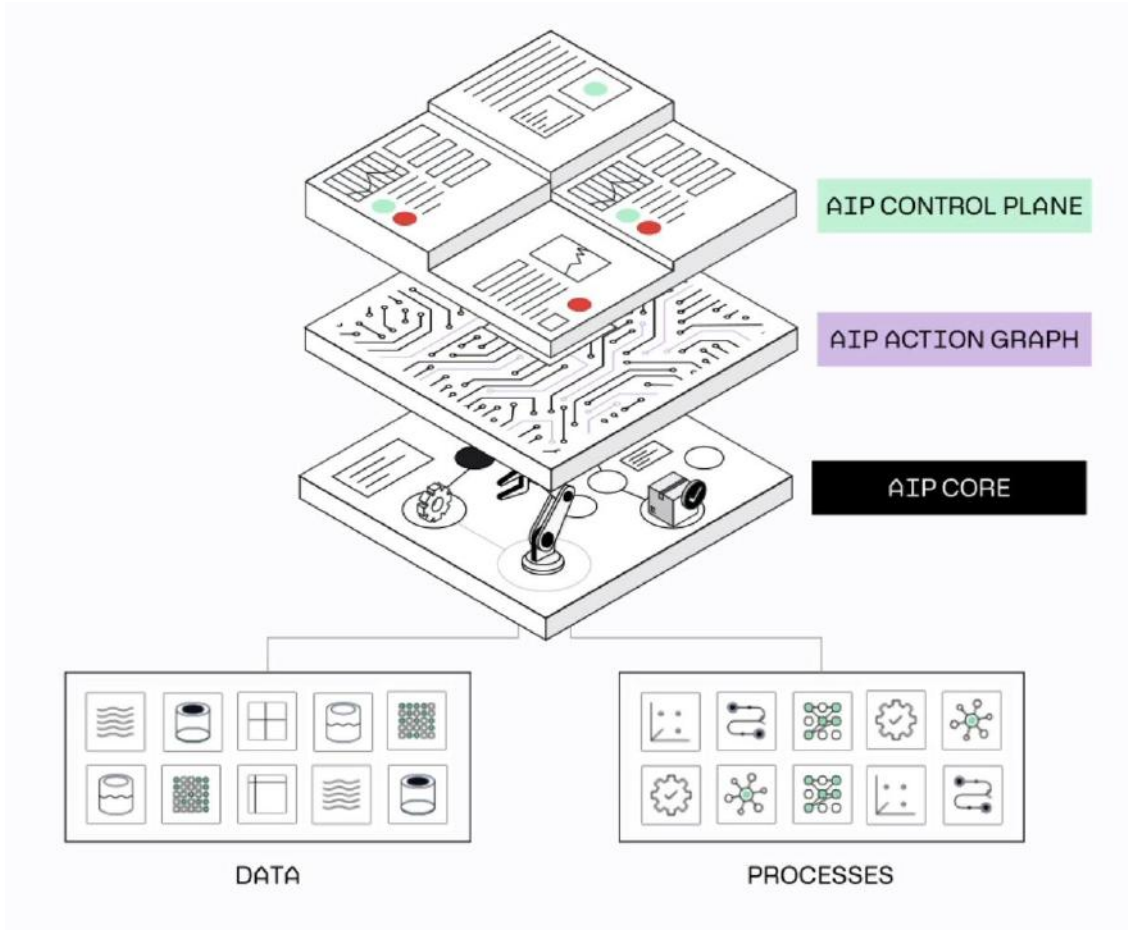 AIP CONTROL PLANE
AIP ACTION GRAPH
AIP CORE
DATA
PROCESSES